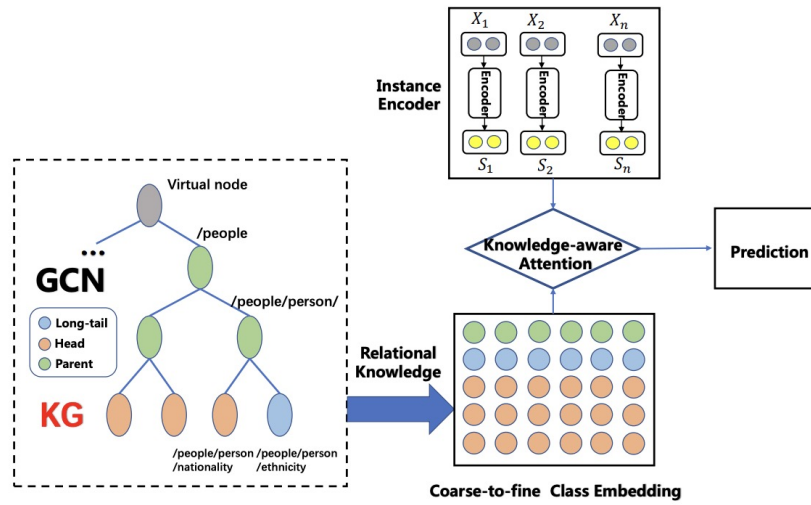 X1 X2 Xn
Instance
Encoder
Encoder Encoder Encoder
S1 S2 Sn
Virtual node
/people
...
GCN
/people/person/
Long-tail
Head
Parent
KG
/people/person
/nationality
/people/person
/ethnicity
Relational
Knowledge
Knowledge-aware
Attention
Prediction
Coarse-to-fine Class Embedding